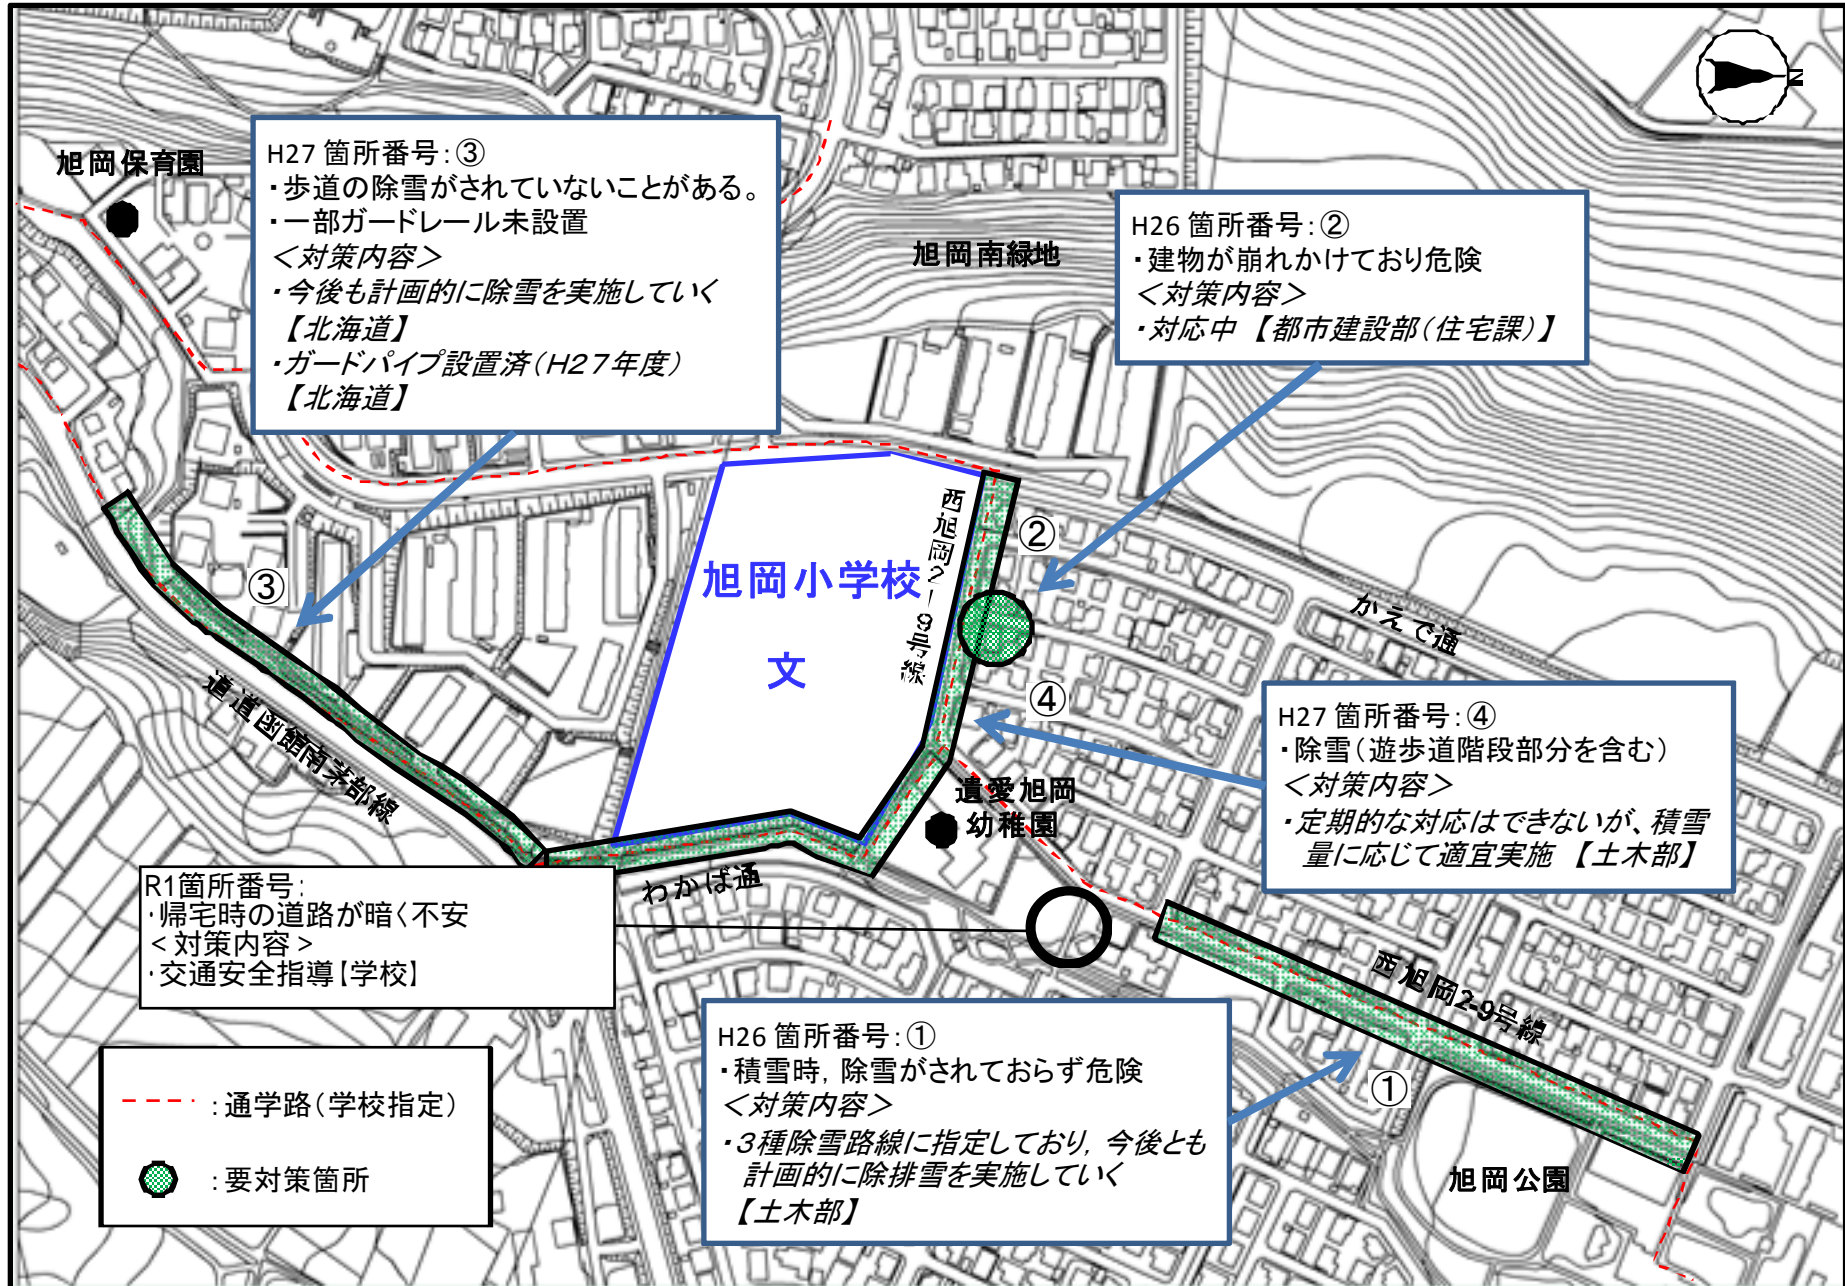 N
旭岡保育園
H27 箇所番号:③
・歩道の除雪がされていないことがある。
・一部ガードレール未設置
＜対策内容＞
・今後も計画的に除雪を実施していく
【北海道】
・ガードパイプ設置済(H27年度)
【北海道】
旭岡南緑地
H26 箇所番号:②
・建物が崩れかけており危険
＜対策内容＞
・対応中 【都市建設部(住宅課)】
西旭岡2-9号線
②
旭岡小学校
文
③
かえで通
④
H27 箇所番号:④
・除雪(遊歩道階段部分を含む)
＜対策内容＞
・定期的な対応はできないが、積雪
量に応じて適宜実施 【土木部】
道道函館南茅部線
遺愛旭岡
幼稚園
わかば通
R1箇所番号:
・帰宅時の道路が暗く不安
＜対策内容＞
・交通安全指導【学校】
西旭岡2-9号線
①
H26 箇所番号:①
・積雪時, 除雪がされておらず危険
＜対策内容＞
・3種除雪路線に指定しており, 今後とも
計画的に除排雪を実施していく
【土木部】
旭岡公園
:通学路(学校指定)
:要対策箇所